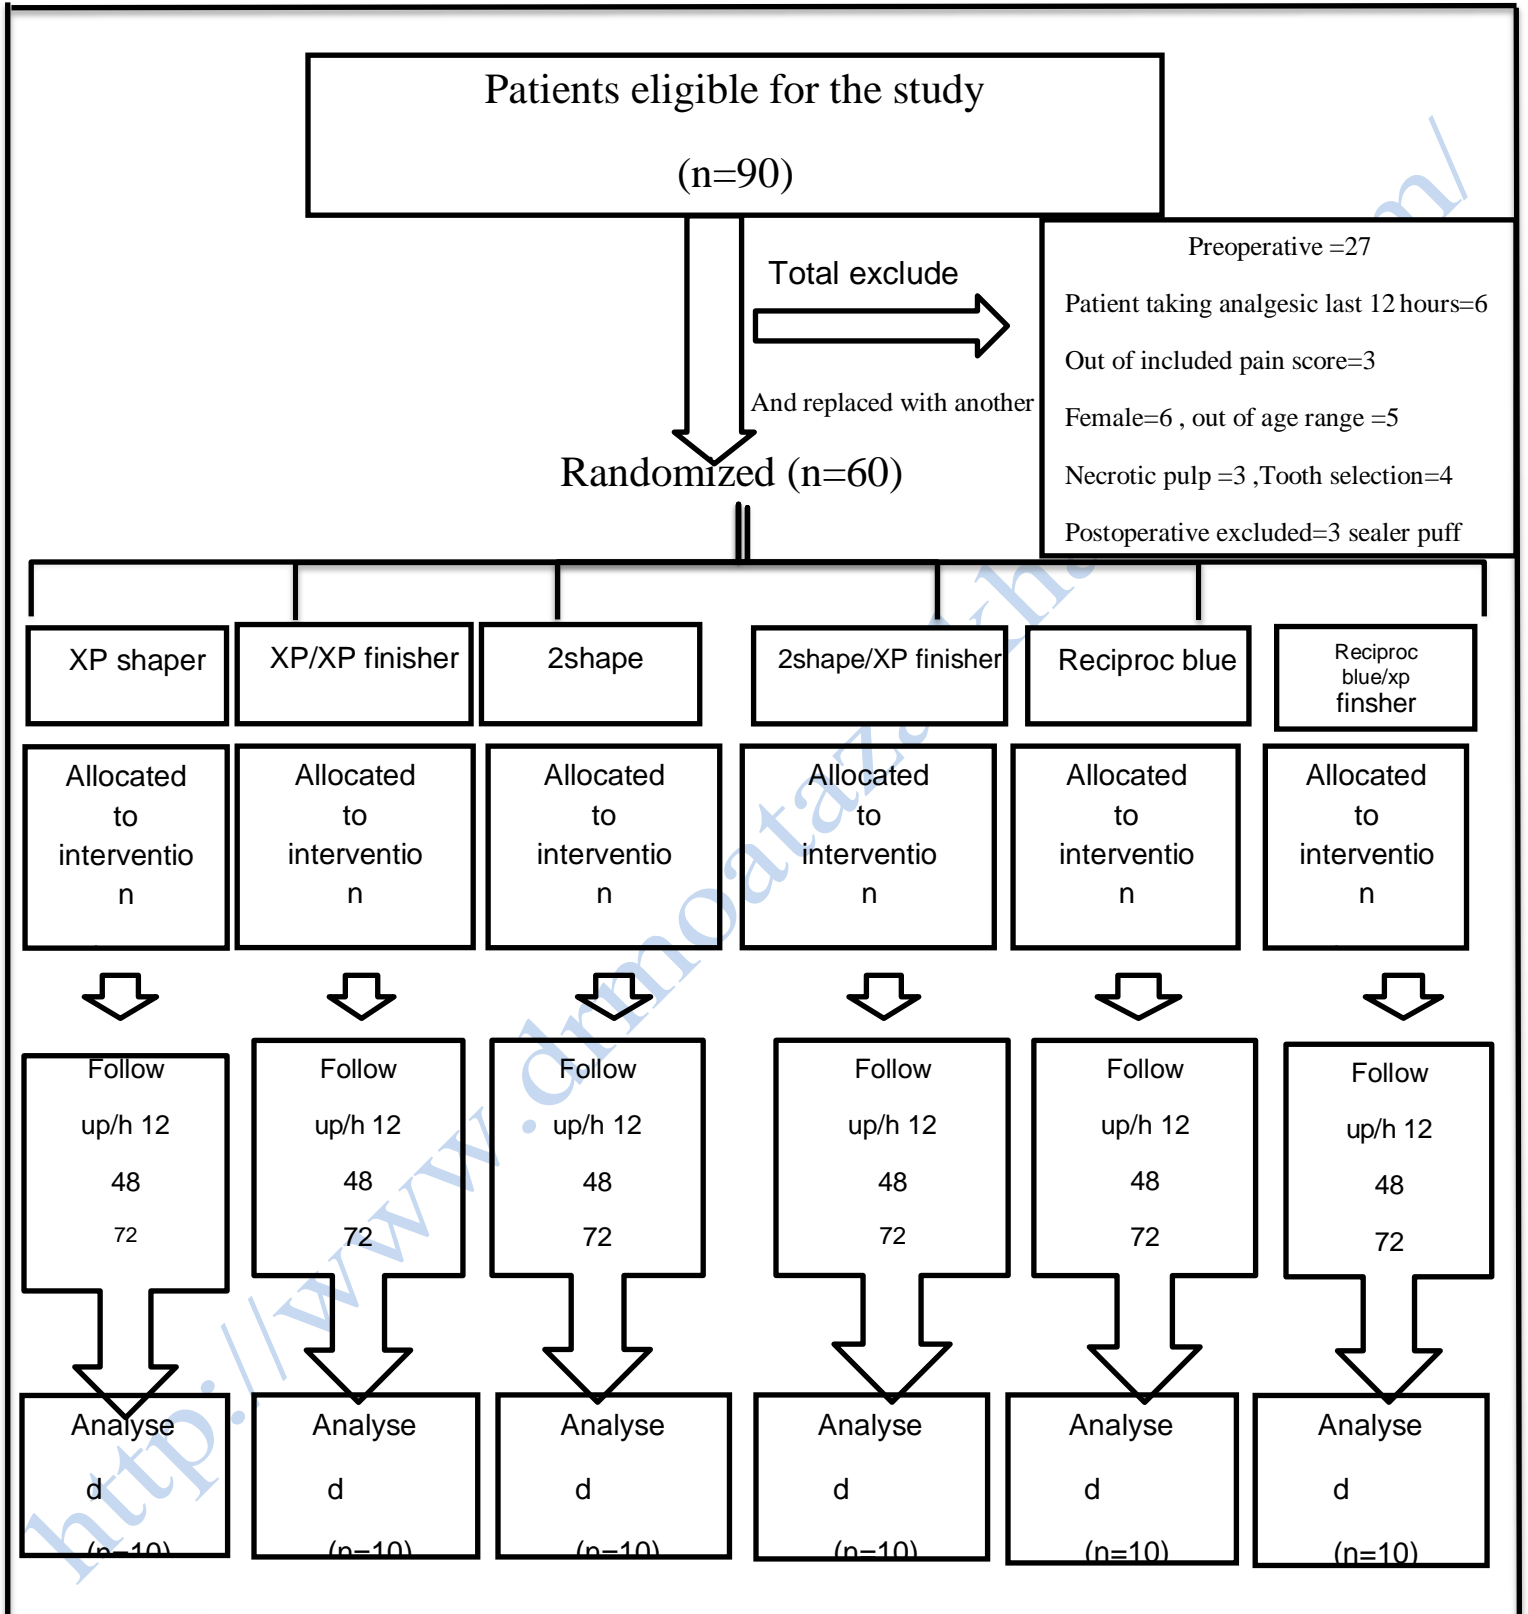 Patients eligible for the study
(n=90)
Total exclude
And replaced with another
Preoperative =27
Patient taking analgesic last 12 hours=6
Out of included pain score=3
Female=6 , out of age range =5
Necrotic pulp =3 ,Tooth selection=4
Postoperative excluded=3 sealer puff
Randomized (n=60)
XP shaper
XP/XP finisher
2shape
2shape/XP finisher
Reciproc blue
Reciproc
blue/xp
finsher
Allocated
to
interventio
n
Allocated
to
interventio
n
Allocated
to
interventio
n
Allocated
to
interventio
n
Allocated
to
interventio
n
Allocated
to
interventio
n
Follow
up/h 12
48
72
Follow
up/h 12
48
72
Follow
up/h 12
48
72
Follow
up/h 12
48
72
Follow
up/h 12
48
72
Follow
up/h 12
48
72
Analyse
d
(n=10)
Analyse
d
(n=10)
Analyse
d
(n=10)
Analyse
d
(n=10)
Analyse
d
(n=10)
Analyse
d
(n=10)